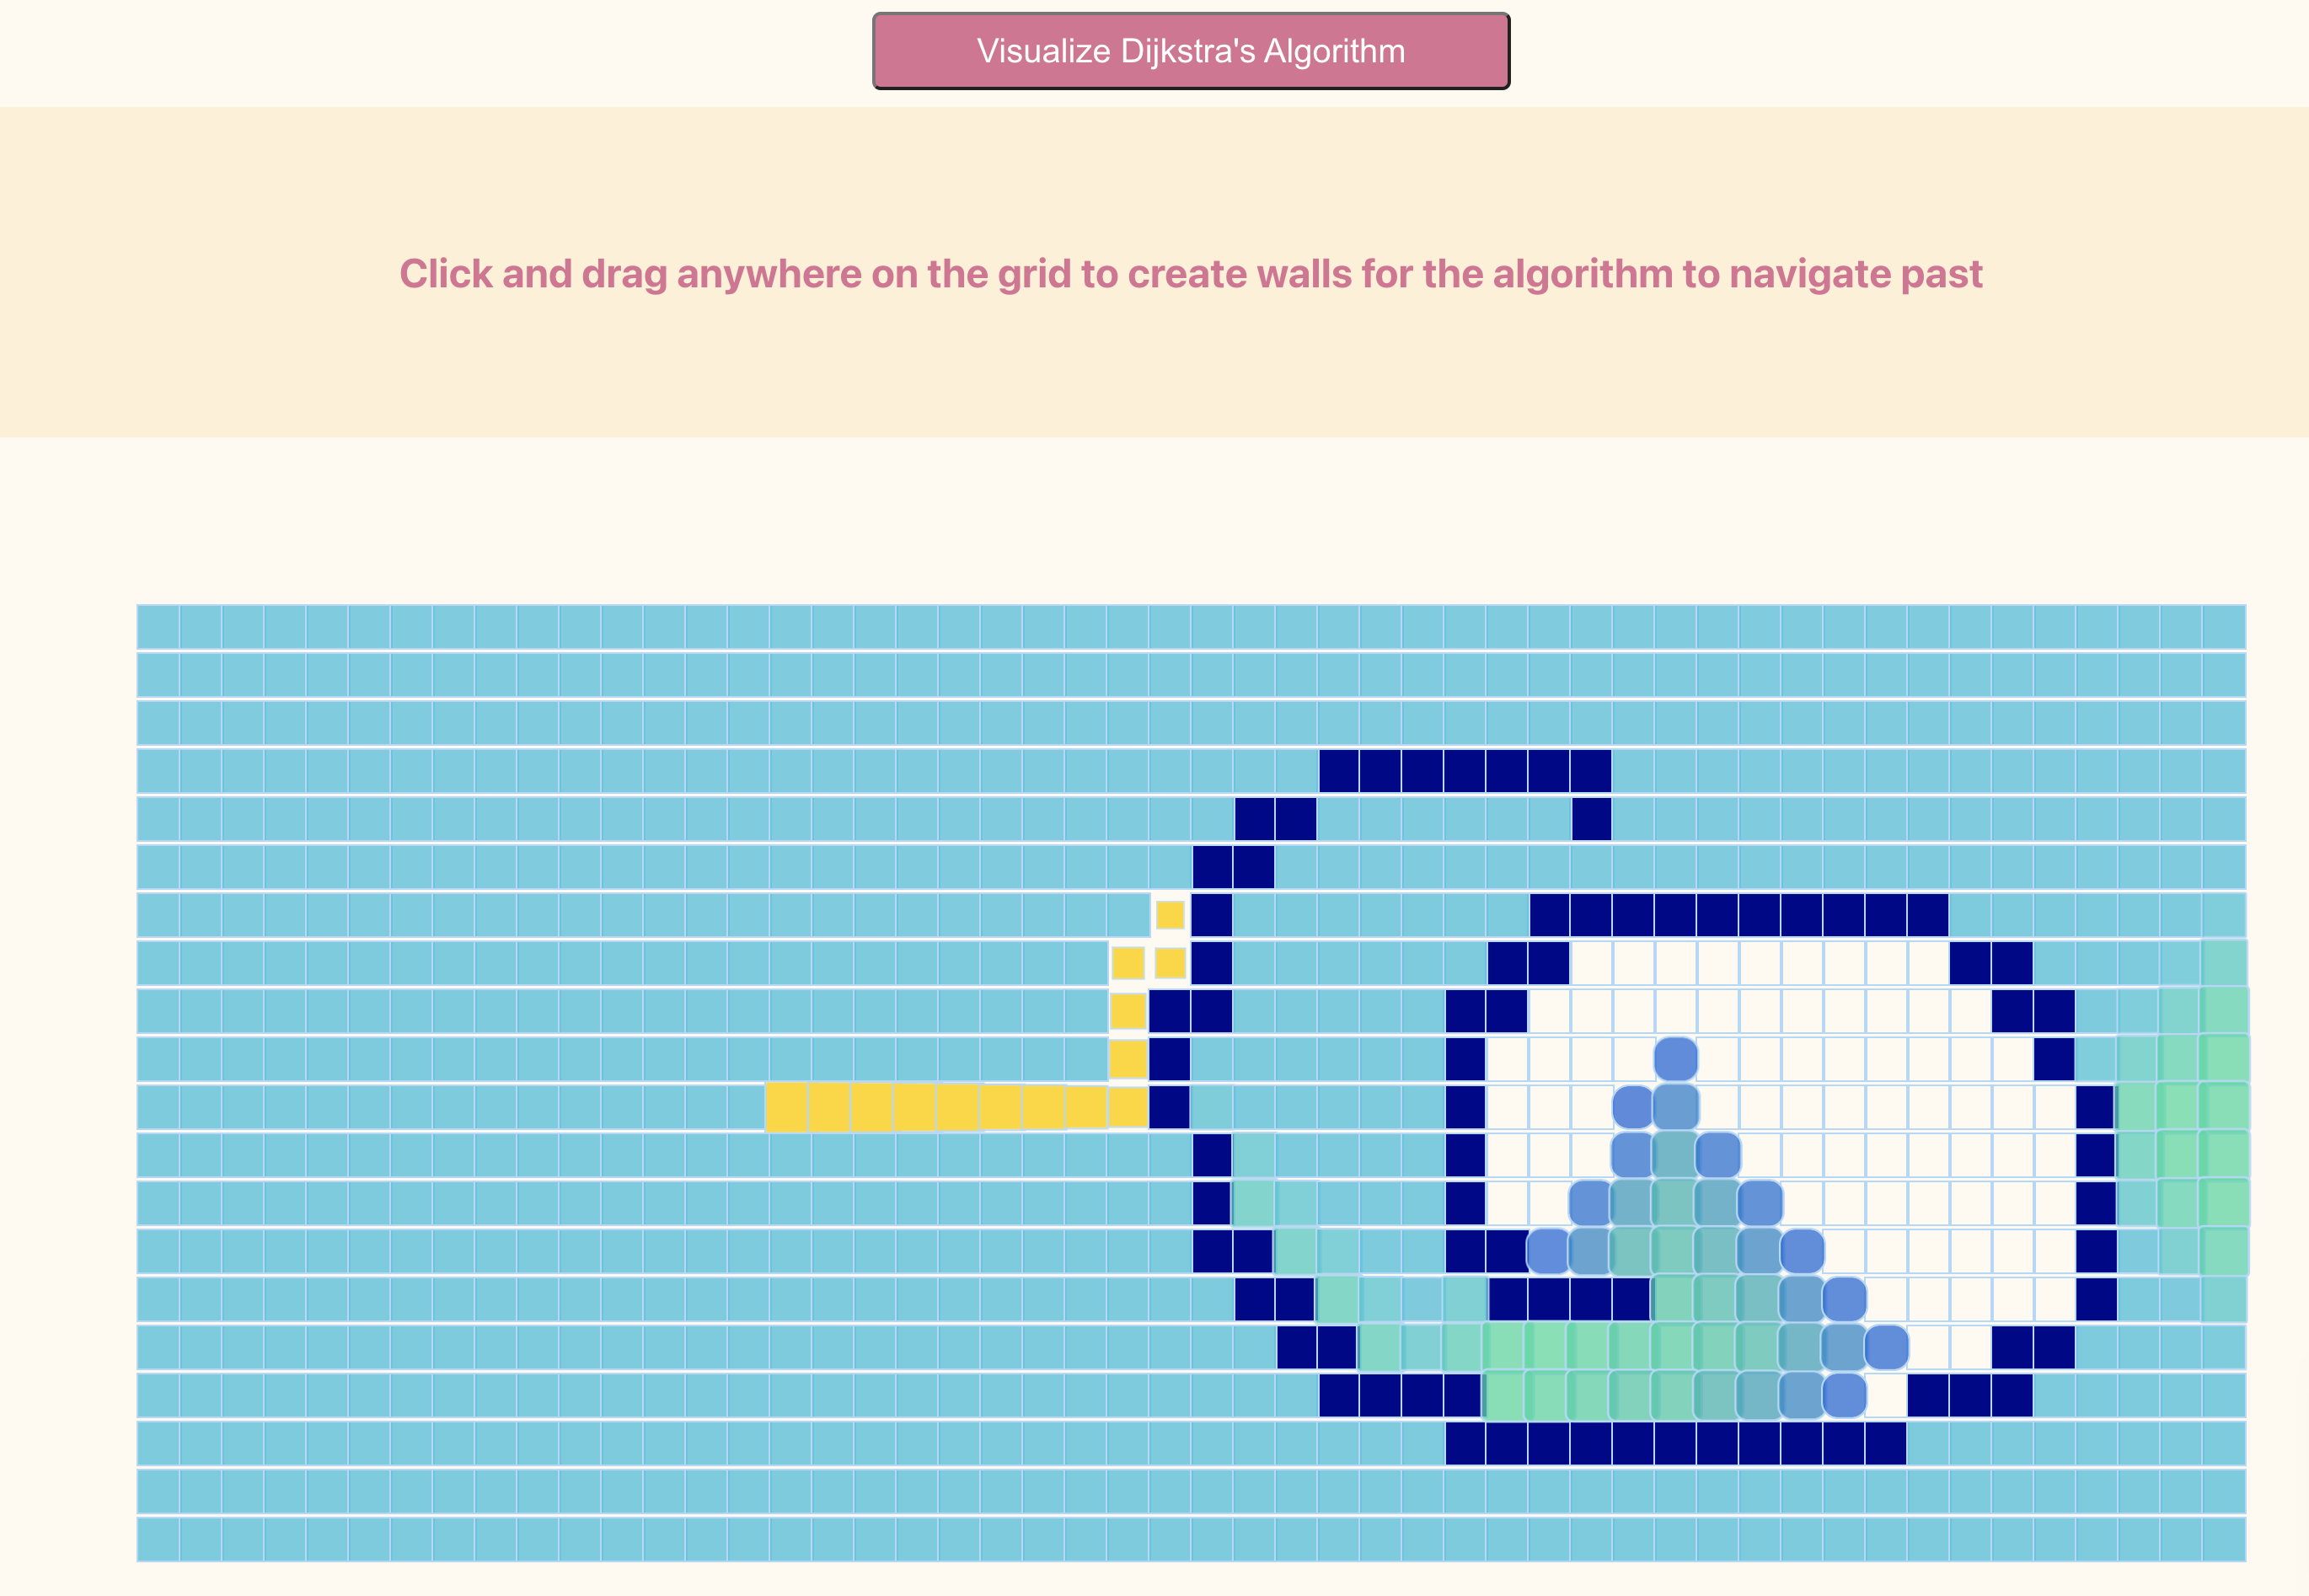 Visualize Dijkstra's Algorithm
Click and drag anywhere on the grid to create walls for the algorithm to navigate past